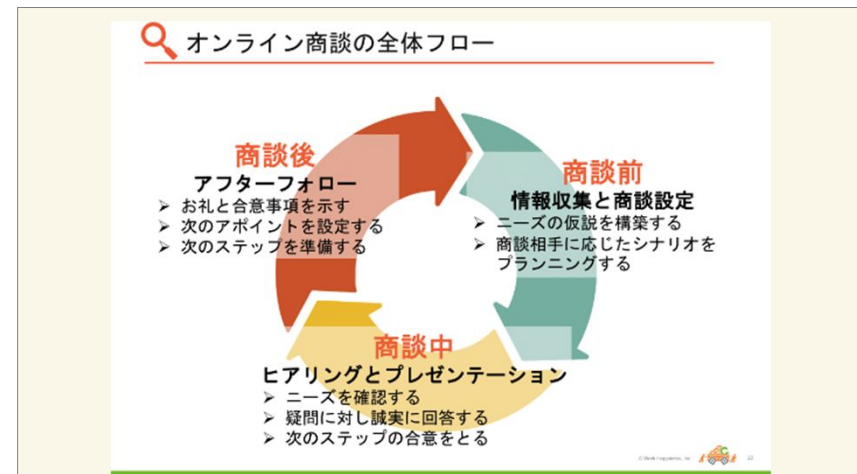 オンライン商談の全体フロー
商談後
アフターフォロー
➢ お礼と合意事項を示す
➢ 次のアポイントを設定する
➢ 次のステップを準備する
商談前
情報収集と商談設定
➢ ニーズの仮説を構築する
➢ 商談相手に応じたシナリオを
プランニングする
商談中
ヒアリングとプレゼンテーション
➢ ニーズを確認する
➢ 疑問に対し誠実に回答する
➢ 次のステップの合意をとる